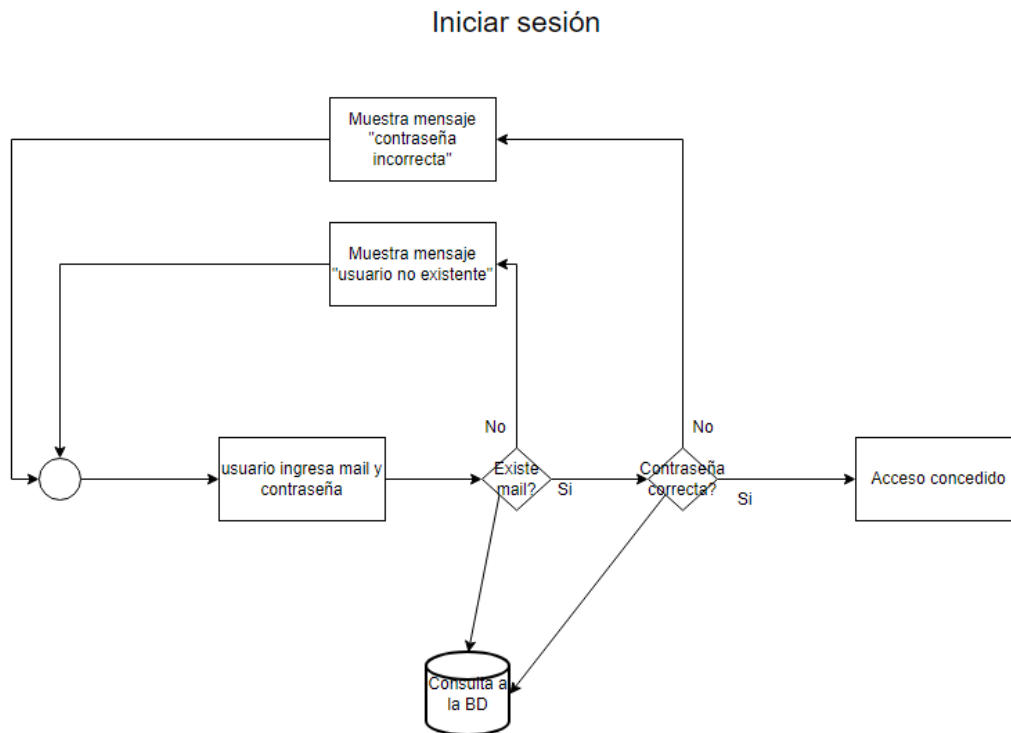 Iniciar sesión
Muestra mensaje
"contraseña
incorrecta"
Muestra mensaje
"usuario no existente"
No
No
usuario ingresa mail y
contraseña
Existe
mail?
Si
Contraseña
correcta?
Si
Acceso concedido
Consulta a
la BD